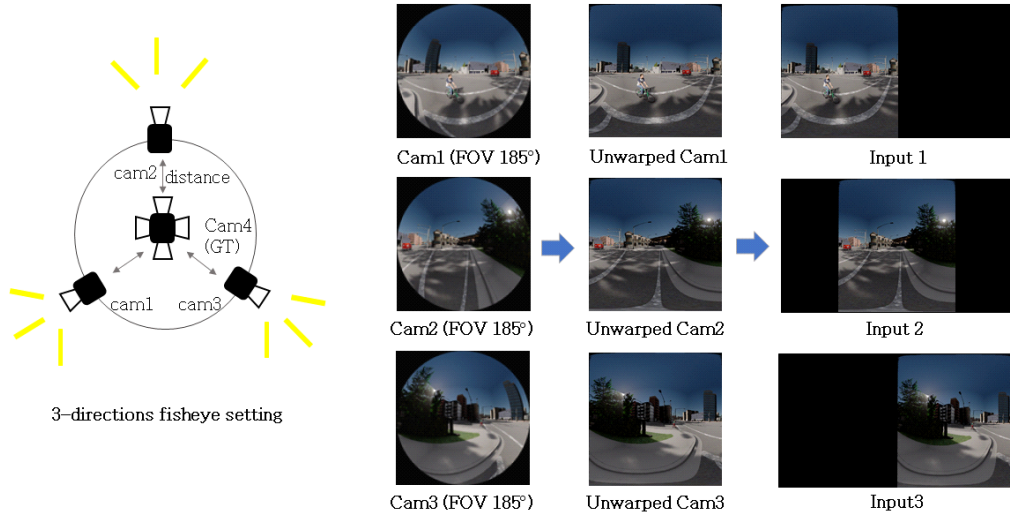 cam2
distance
Cam4
(GT)
cam1
cam3
3-directions fisheye setting
Cam1 (FOV 185°)
Unwarped Cam1
Input 1
Cam2 (FOV 185°)
Unwarped Cam2
Input 2
Cam3 (FOV 185°)
Unwarped Cam3
Input3